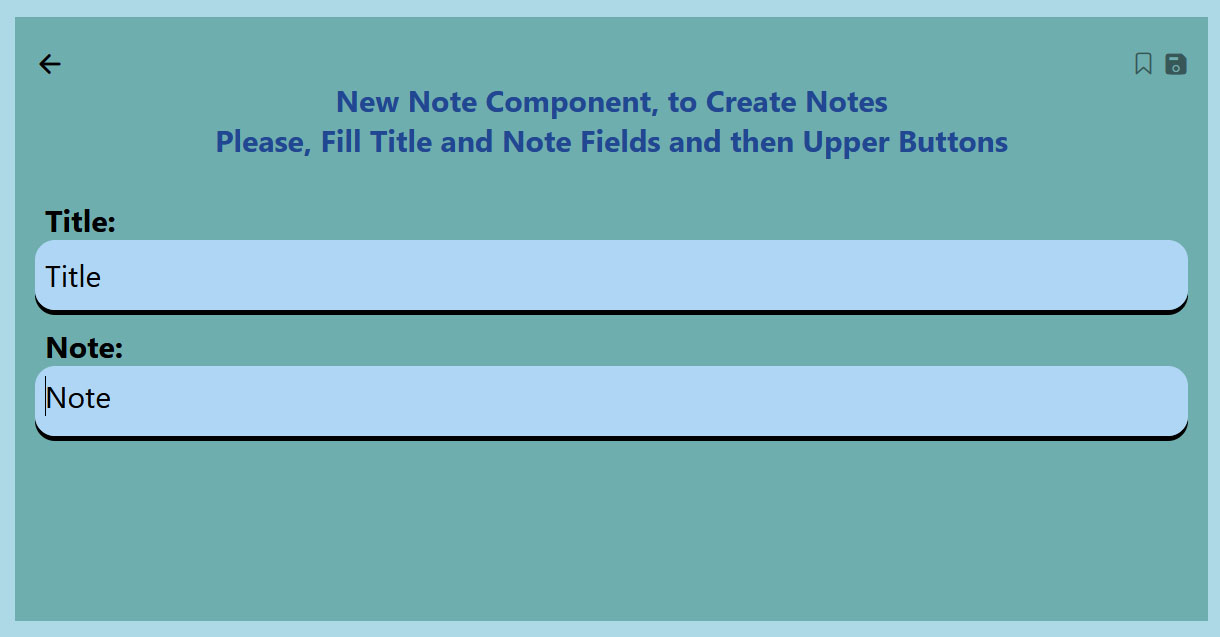 New Note Component, to Create Notes
Please, Fill Title and Note Fields and then Upper Buttons
Title:
Title
Note:
Note